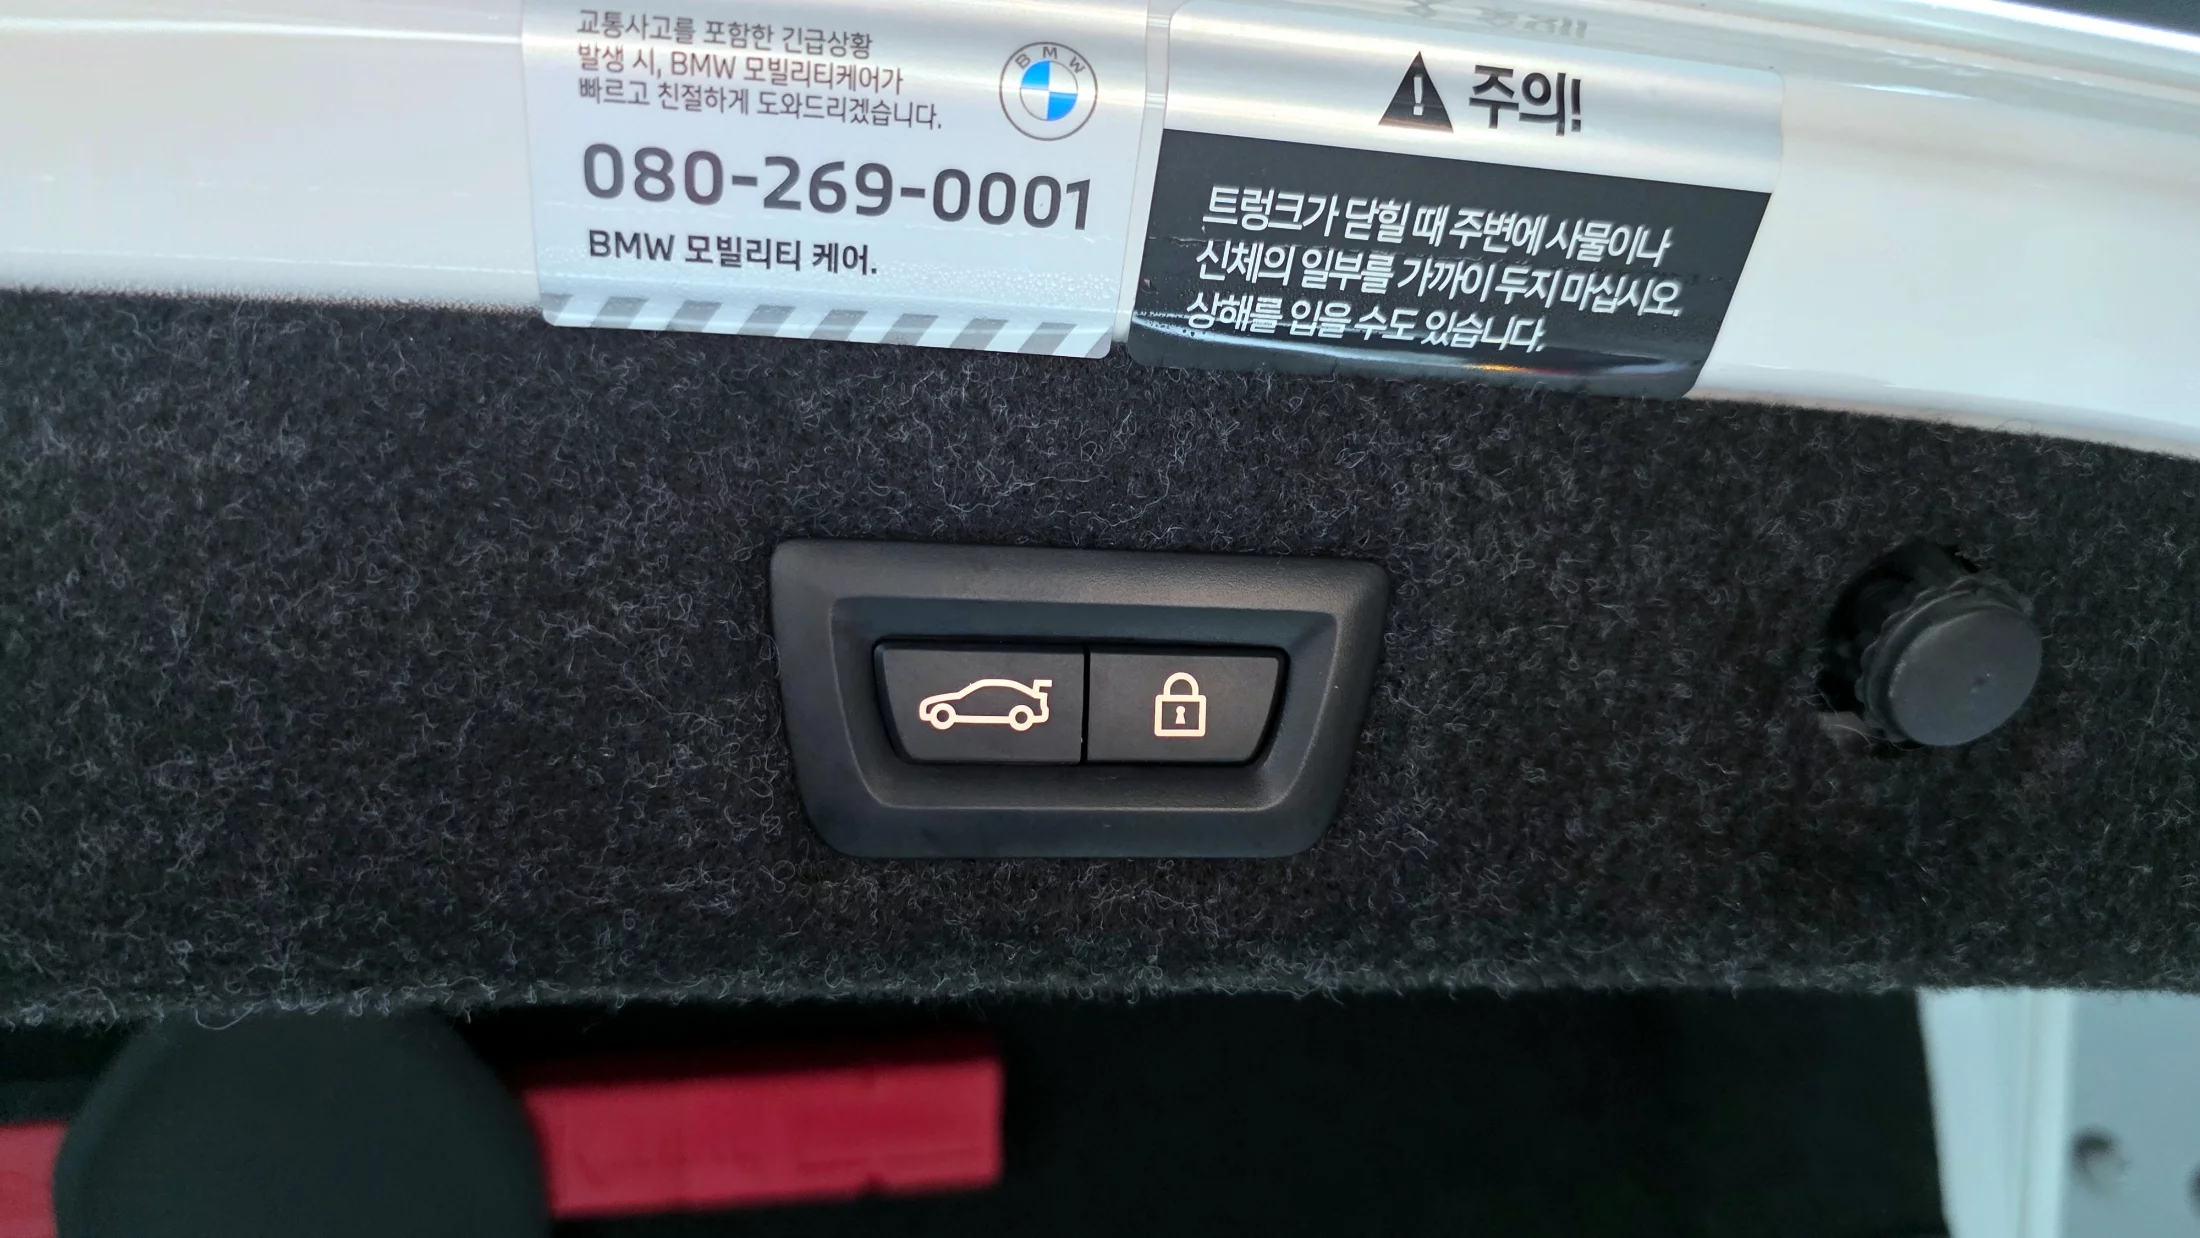 교통사고를 포함한 긴급상황
발생 시, BMW 모빌리티케어가
빠르고 친절하게 도와드리겠습니다.
BMW
080-269-0001
BMW 모빌리티 케어.
주의!
트렁크가 닫힐 때 주변에 사물이나
신체의 일부를 가까이 두지 마십시오.
상해를 입을 수도 있습니다.